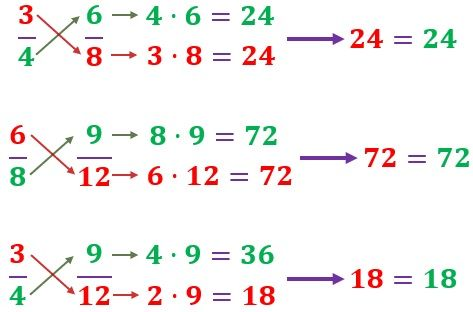 3/4 6/8 → 4 · 6 = 24
→ 3 · 8 = 24 → 24 = 24
6/8 9/12 → 8 · 9 = 72
→ 6 · 12 = 72 → 72 = 72
3/4 9/12 → 4 · 9 = 36
→ 2 · 9 = 18 → 18 = 18